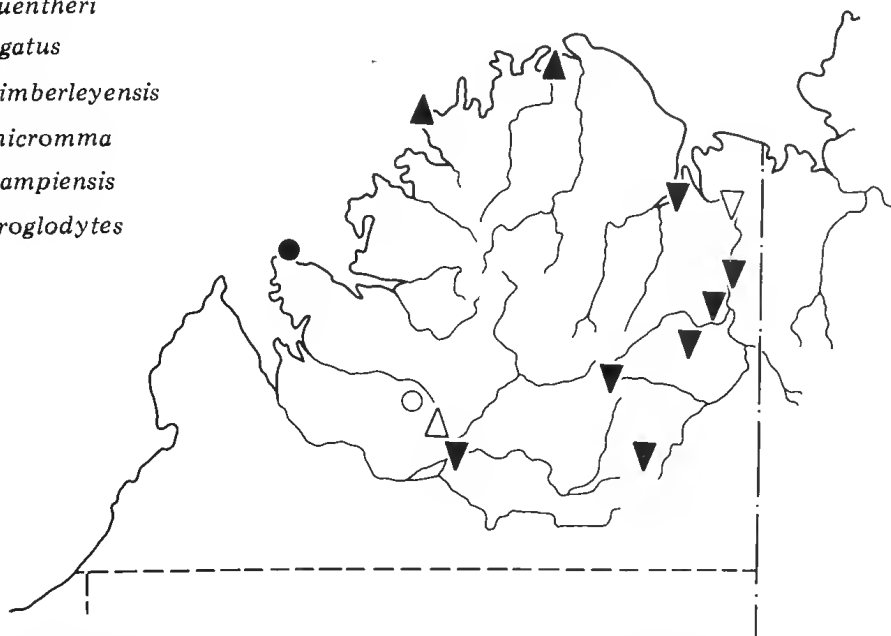 uentheri
gatus
imberleyensis
nicromma
ampiensis
roglodytes